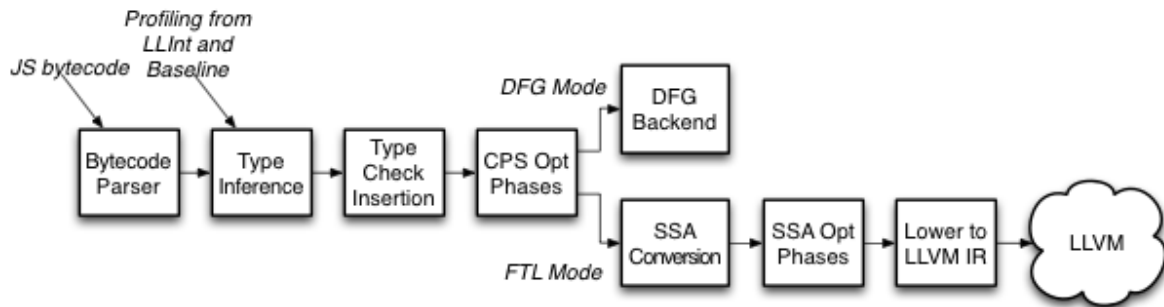 Profiling from
LLInt and
Baseline
JS bytecode
DFG Mode
DFG
Backend
Bytecode
Parser
Type
Inference
Type
Check
Insertion
CPS Opt
Phases
SSA
Conversion
SSA Opt
Phases
Lower to
LLVM IR
LLVM
FTL Mode